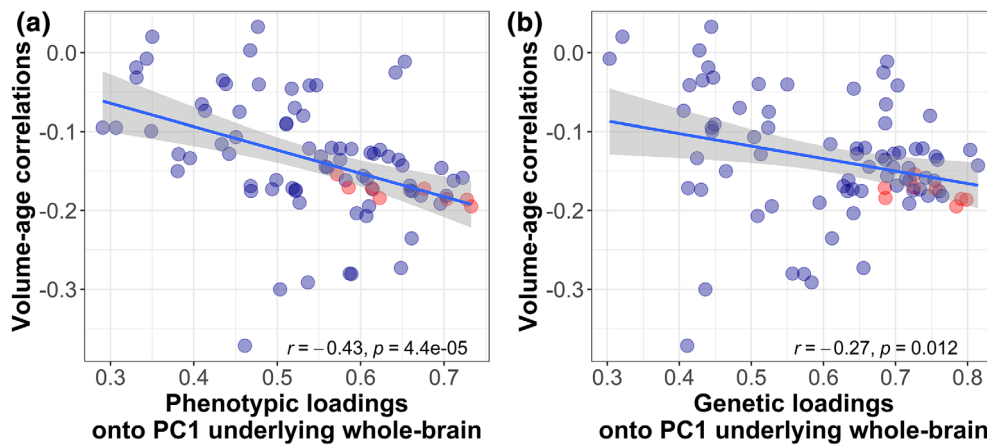 (a)
Volume-age correlations
0.0
-0.1
-0.2
-0.3
r = −0.43, p = 4.4e-05
0.3 0.4 0.5 0.6 0.7
Phenotypic loadings
onto PC1 underlying whole-brain
(b)
Volume-age correlations
0.0
-0.1
-0.2
-0.3
r = −0.27, p = 0.012
0.3 0.4 0.5 0.6 0.7 0.8
Genetic loadings
onto PC1 underlying whole-brain